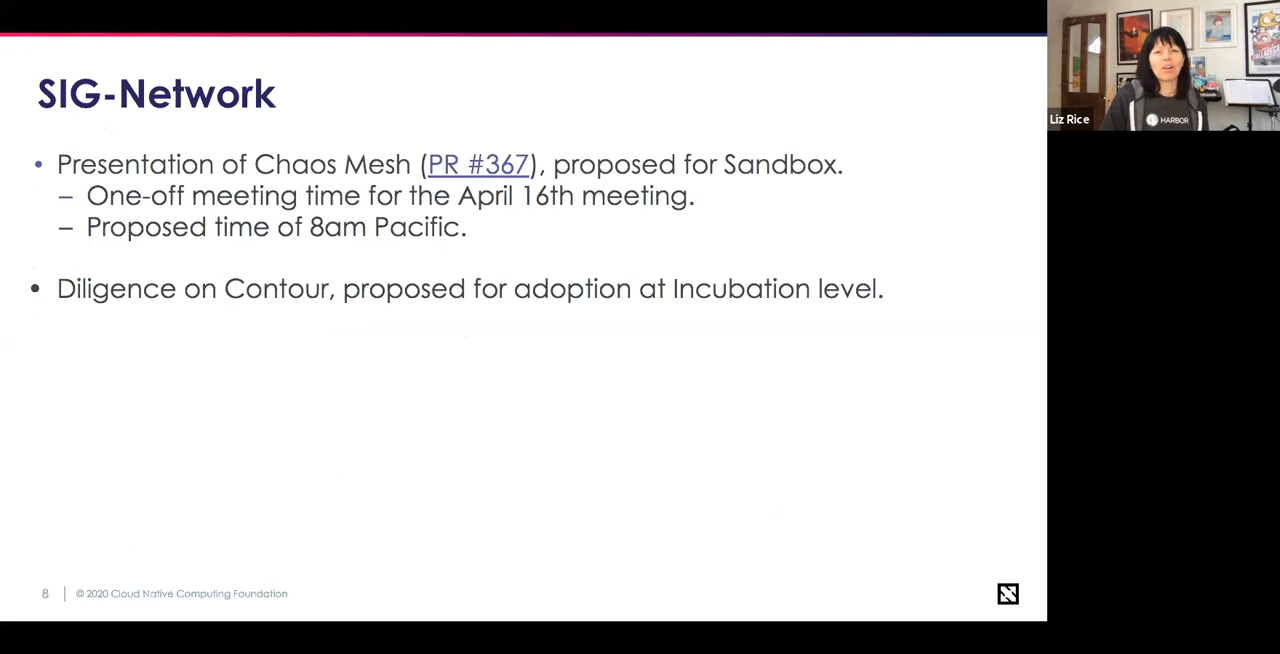 SIG-Network
• Presentation of Chaos Mesh (PR #367), proposed for Sandbox.
– One-off meeting time for the April 16th meeting.
– Proposed time of 8am Pacific.
• Diligence on Contour, proposed for adoption at Incubation level.
8 | © 2020 Cloud Native Computing Foundation
HARBOR
Liz Rice